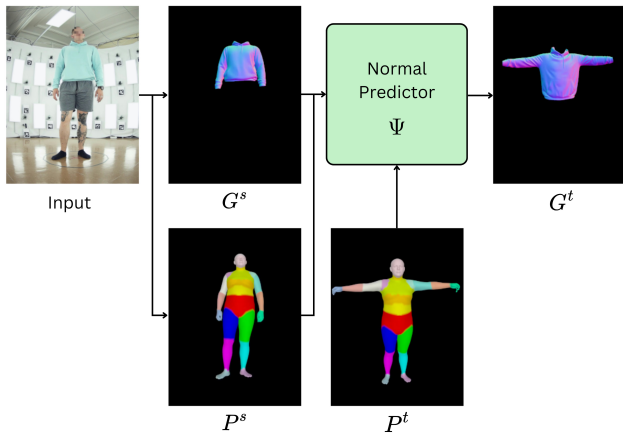 Normal
Predictor
Ψ
Input
G^s
G^t
P^s
P^t